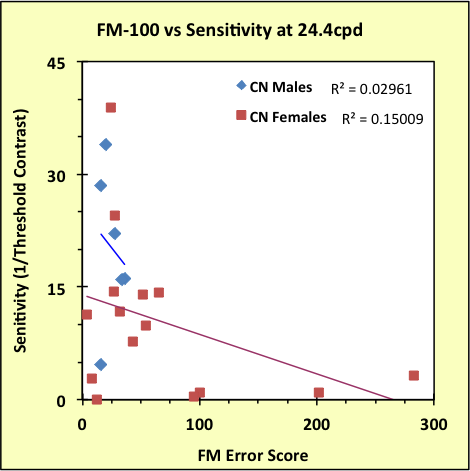 FM-100 vs Sensitivity at 24.4cpd
45
CN Males R² = 0.02961
CN Females R² = 0.15009
30
15
0
Senitivity (1/Threshold Contrast)
0 100 200 300
FM Error Score